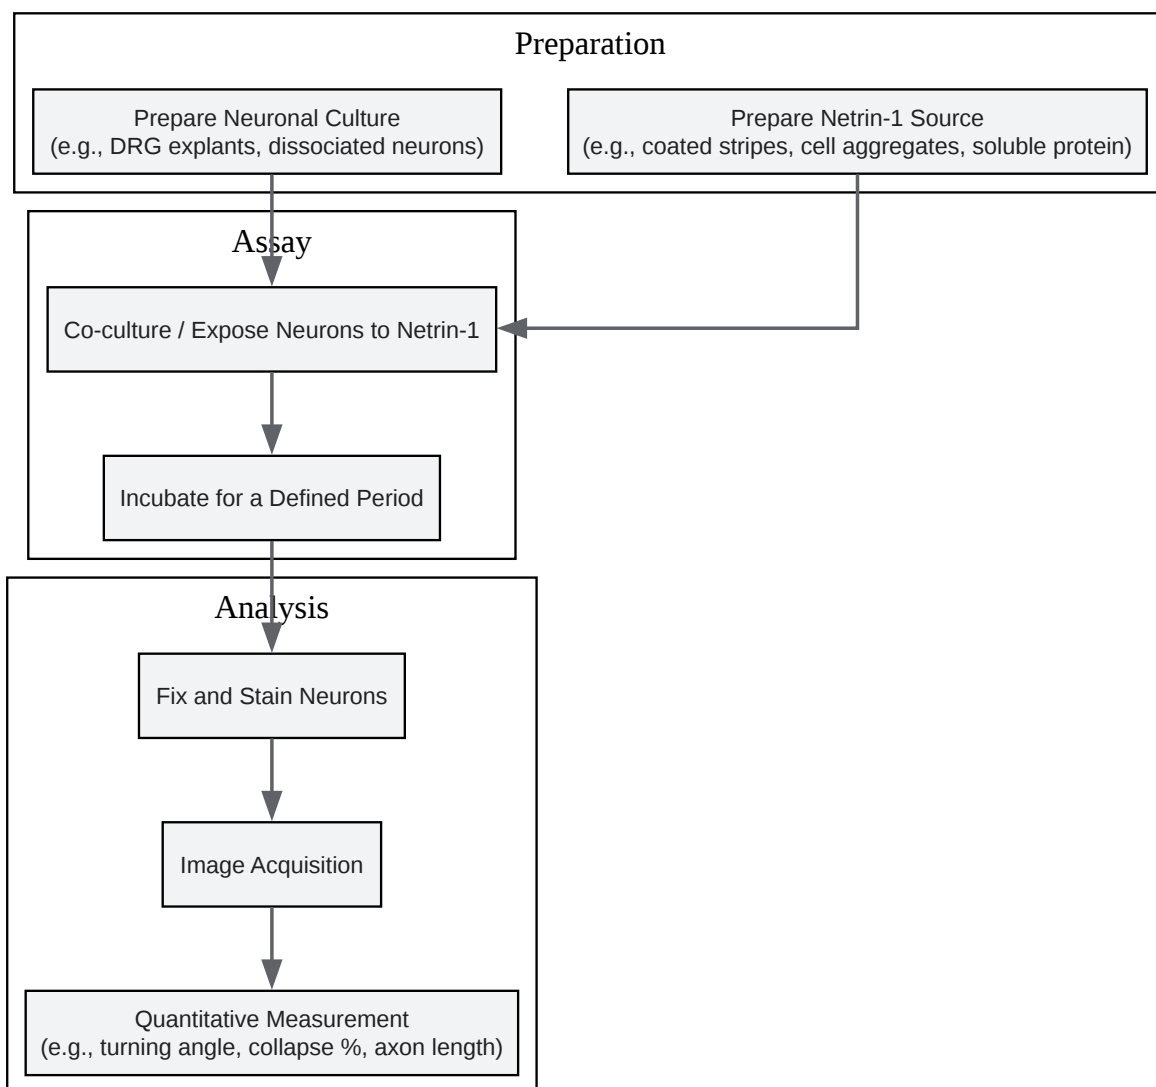 Preparation
Prepare Neuronal Culture
(e.g., DRG explants, dissociated neurons)
Prepare Netrin-1 Source
(e.g., coated stripes, cell aggregates, soluble protein)
Assay
Co-culture / Expose Neurons to Netrin-1
Incubate for a Defined Period
Analysis
Fix and Stain Neurons
Image Acquisition
Quantitative Measurement
(e.g., turning angle, collapse %, axon length)